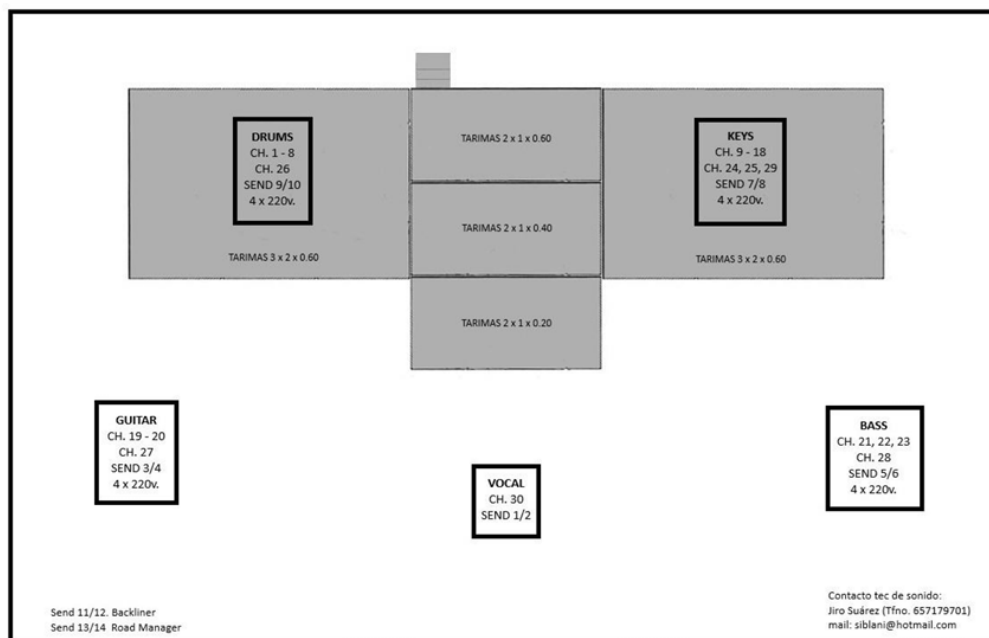 DRUMS
CH. 1 - 8
CH. 26
SEND 9/10
4 x 220v.
TARIMAS 3 x 2 x 0.60
TARIMAS 2 x 1 x 0.60
TARIMAS 2 x 1 x 0.40
TARIMAS 2 x 1 x 0.20
KEYS
CH. 9 - 18
CH. 24, 25, 29
SEND 7/8
4 x 220v.
TARIMAS 3 x 2 x 0.60
GUITAR
CH. 19 - 20
CH. 27
SEND 3/4
4 x 220v.
VOCAL
CH. 30
SEND 1/2
BASS
CH. 21, 22, 23
CH. 28
SEND 5/6
4 x 220v.
Send 11/12. Backliner
Send 13/14 Road Manager
Contacto tec de sonido:
Jiro Suárez (Tfno. 657179701)
mail: siblani@hotmail.com